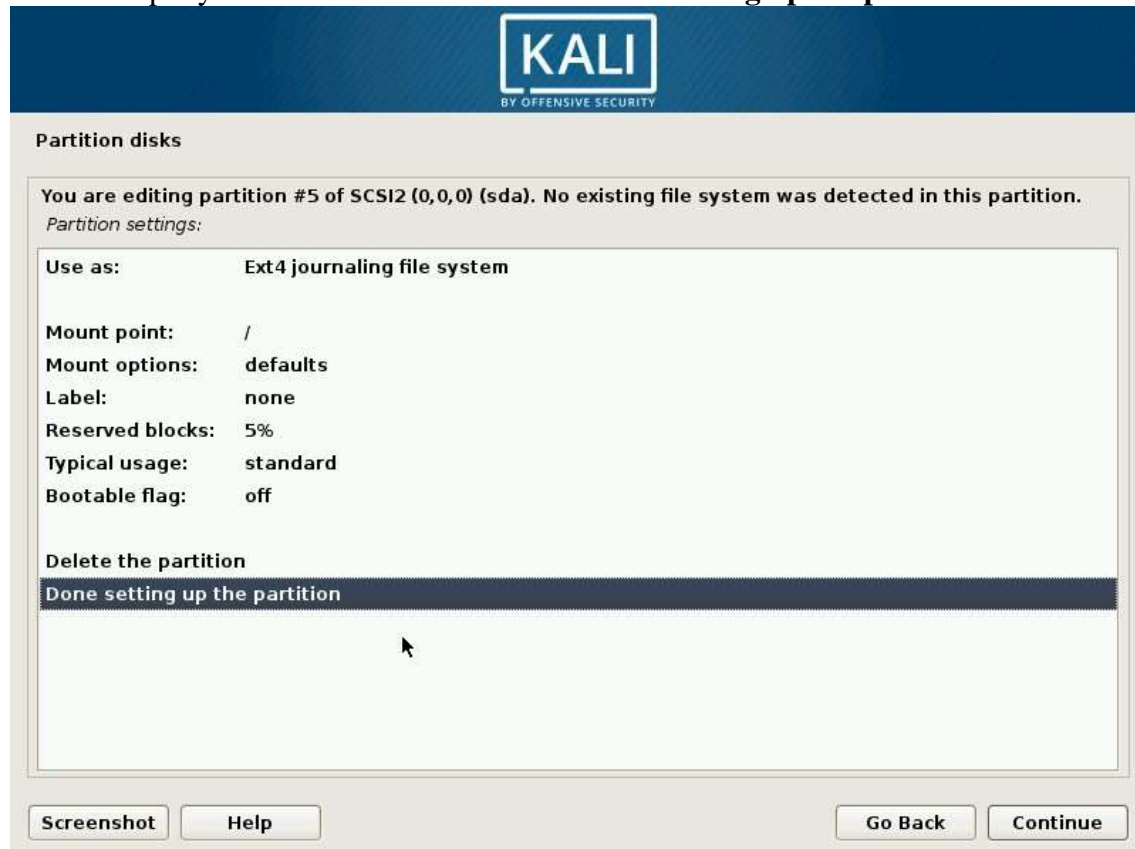 KALI
BY OFFENSIVE SECURITY
Partition disks
You are editing partition #5 of SCSI2 (0,0,0) (sda). No existing file system was detected in this partition.
Partition settings:
Use as: Ext4 journaling file system
Mount point: /
Mount options: defaults
Label: none
Reserved blocks: 5%
Typical usage: standard
Bootable flag: off
Delete the partition
Done setting up the partition
Screenshot Help Go Back Continue